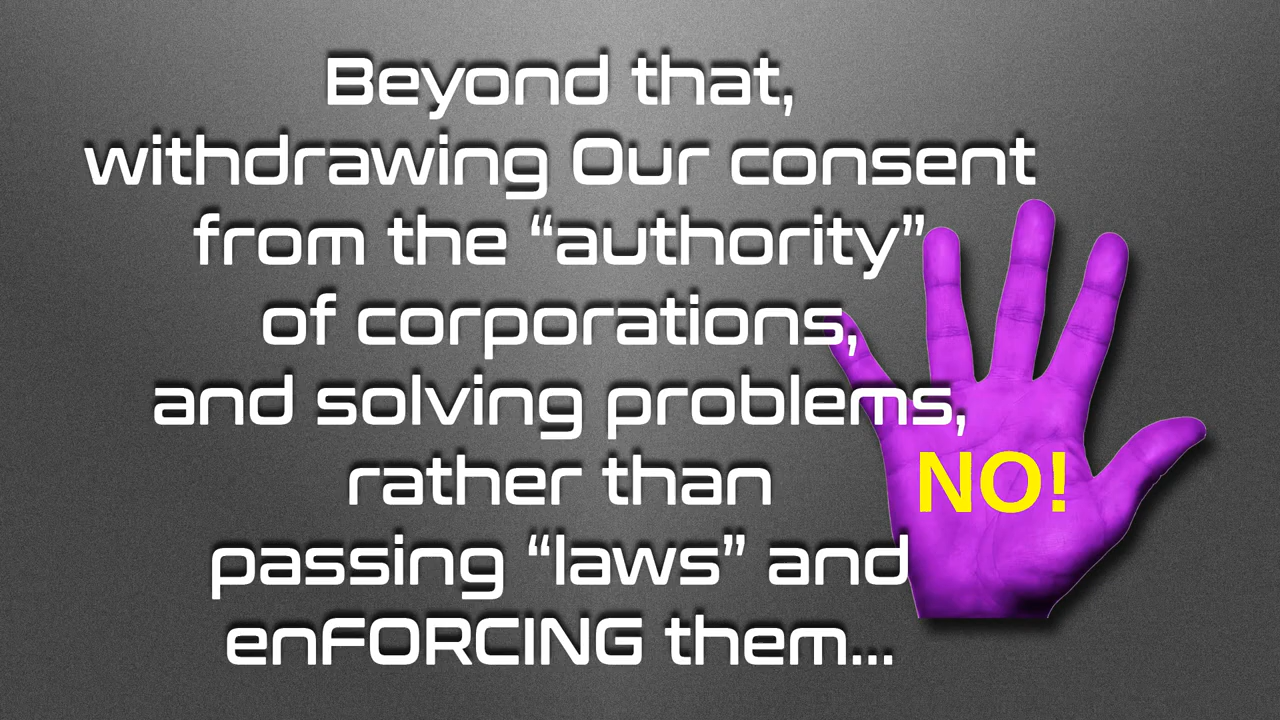 Beyond that,
withdrawing Our consent
from the “authority”
of corporations,
and solving problems,
rather than
passing “laws” and
enFORCING them...
NO!